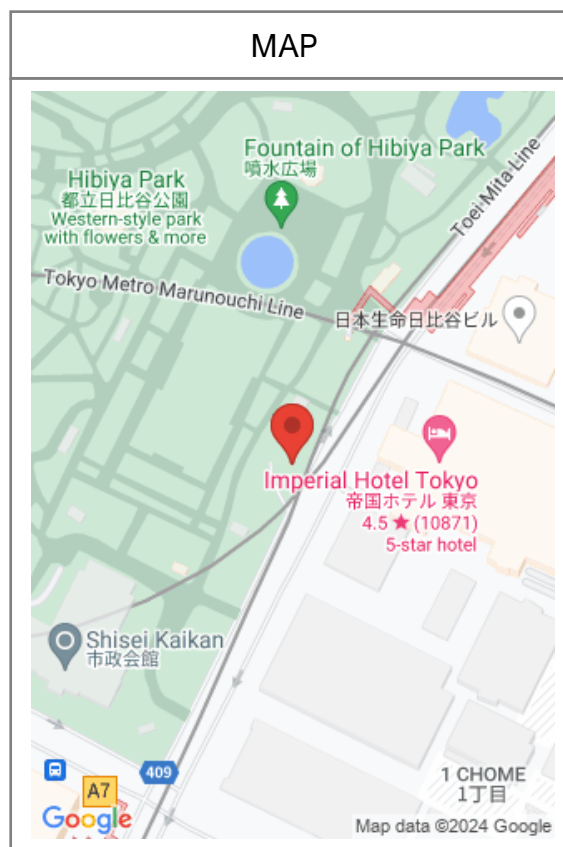 MAP
Fountain of Hibiya Park
噴水広場
Hibiya Park
都立日比谷公園
Western-style park
with flowers & more
Toei Mita Line
Tokyo Metro Marunouchi Line
日本生命日比谷ビル
Imperial Hotel Tokyo
帝国ホテル 東京
4.5 ★ (10871)
5-star hotel
Shisei Kaikan
市政会館
409
A7
1 CHOME
1丁目
Google
Map data ©2024 Google